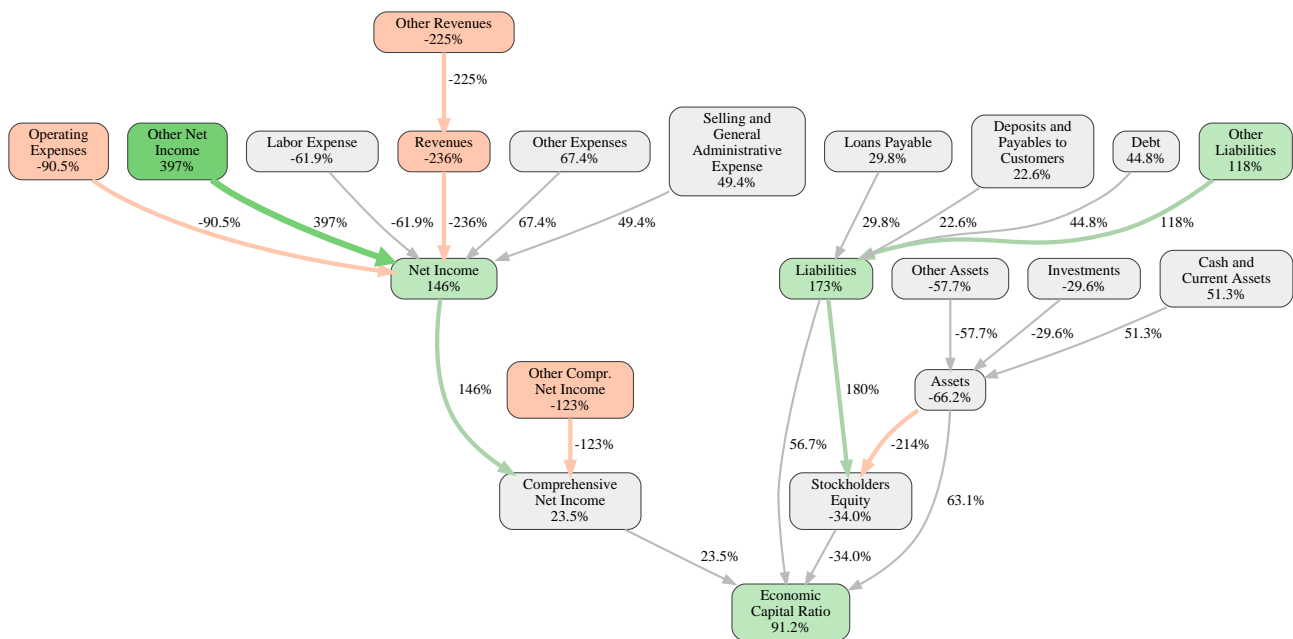 Other Revenues
-225%
-225%
Operating
Expenses
-90.5%
Other Net
Income
397%
Labor Expense
-61.9%
Revenues
-236%
Other Expenses
67.4%
Selling and
General
Administrative
Expense
49.4%
Loans Payable
29.8%
Deposits and
Payables to
Customers
22.6%
Debt
44.8%
Other
Liabilities
118%
-90.5%
397%
-61.9%
-236%
67.4%
49.4%
29.8%
22.6%
44.8%
118%
Net Income
146%
Liabilities
173%
Other Assets
-57.7%
Investments
-29.6%
Cash and
Current Assets
51.3%
-57.7%
-29.6%
51.3%
146%
Other Compr.
Net Income
-123%
180%
Assets
-66.2%
-123%
56.7%
-214%
Comprehensive
Net Income
23.5%
Stockholders
Equity
-34.0%
63.1%
23.5%
-34.0%
Economic
Capital Ratio
91.2%